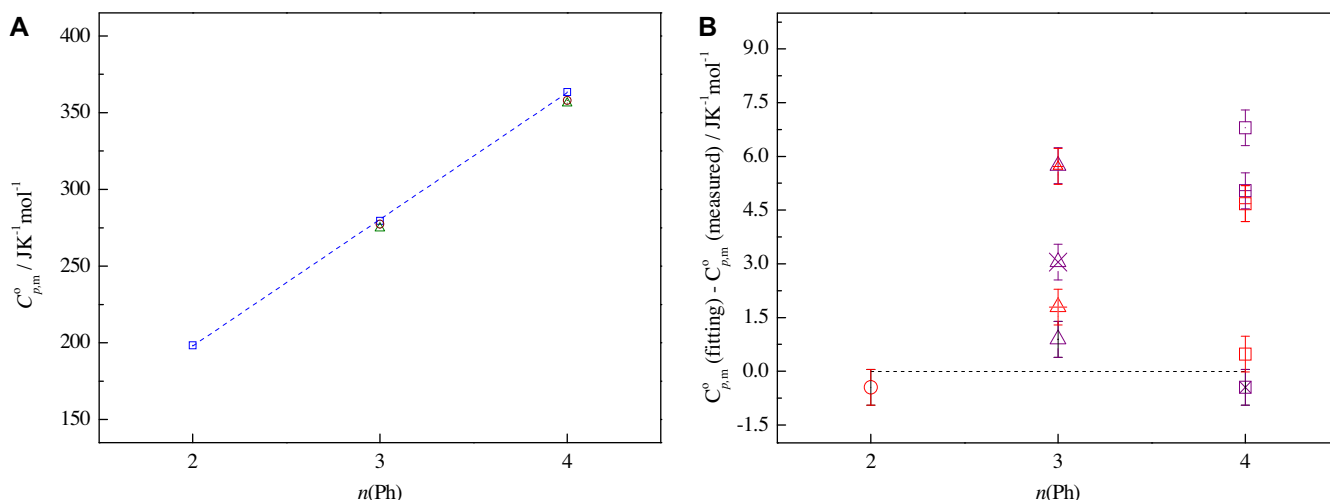 A
400
350
300
250
200
150
C°p,m / JK⁻¹mol⁻¹
2 3 4
n(Ph)
B
9.0
7.5
6.0
4.5
3.0
1.5
0.0
-1.5
C°p,m (fitting) - C°p,m (measured) / JK⁻¹mol⁻¹
2 3 4
n(Ph)